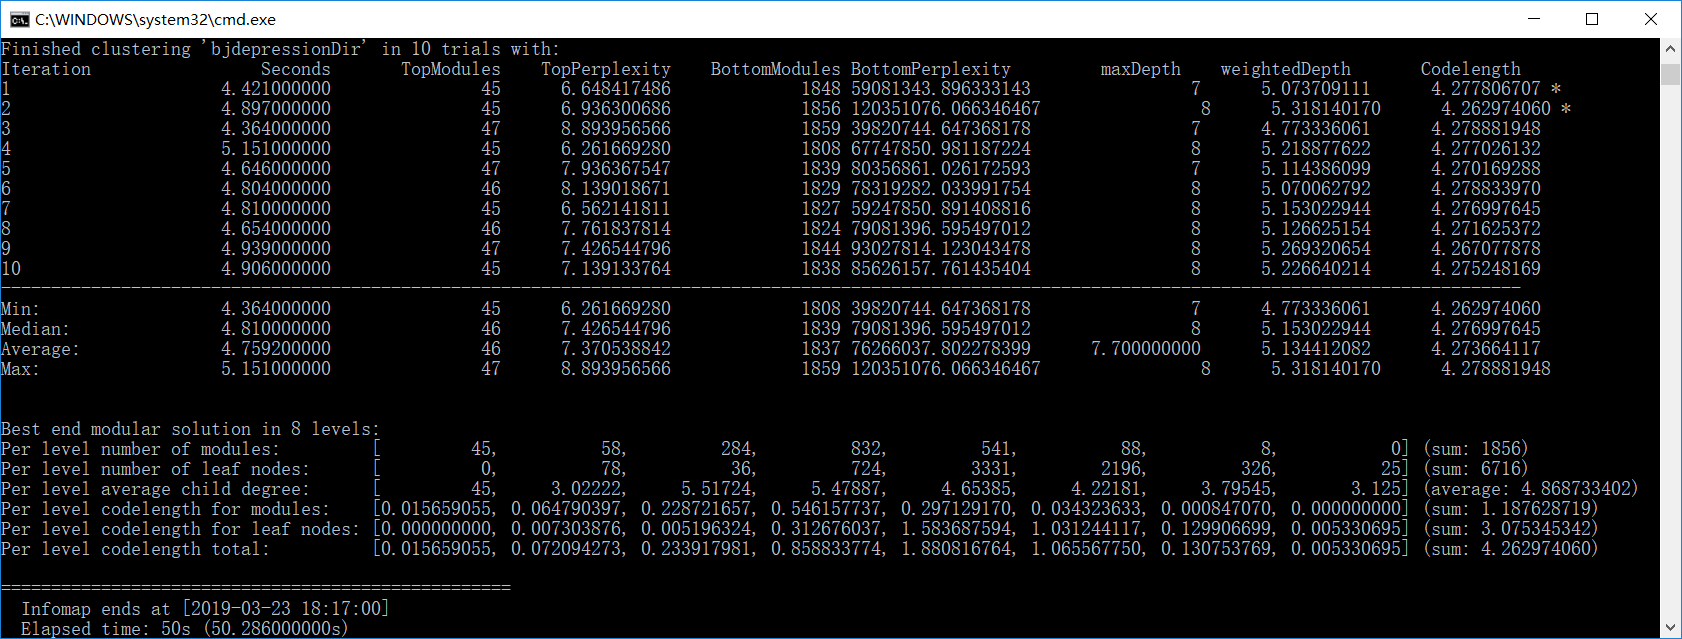 C:\WINDOWS\system32\cmd.exe
Finished clustering 'bjdepressionDir' in 10 trials with:
Iteration Seconds TopModules TopPerplexity BottomModules BottomPerplexity maxDepth weightedDepth Codelength
1 4.421000000 45 6.648417486 1848 59081343.896333143 7 5.073709111 4.277806707 *
2 4.897000000 45 6.936300686 1856 120351076.066346467 8 5.318140170 4.262974060 *
3 4.364000000 47 8.893956566 1859 39820744.647368178 7 4.773336061 4.278881948
4 5.151000000 45 6.261669280 1808 67747850.981187224 8 5.218877622 4.277026132
5 4.646000000 47 7.936367547 1839 80356861.026172593 7 5.114386099 4.270169288
6 4.804000000 46 8.139018671 1829 78319282.033991754 8 5.070062792 4.278833970
7 4.810000000 45 6.562141811 1827 59247850.891408816 8 5.153022944 4.276997645
8 4.654000000 46 7.761837814 1824 79081396.595497012 8 5.126625154 4.271625372
9 4.939000000 47 7.426544796 1844 93027814.123043478 8 5.269320654 4.267077878
10 4.906000000 45 7.139133764 1838 85626157.761435404 8 5.226640214 4.275248169
Min: 4.364000000 45 6.261669280 1808 39820744.647368178 7 4.773336061 4.262974060
Median: 4.810000000 46 7.426544796 1839 79081396.595497012 8 5.153022944 4.276997645
Average: 4.759200000 46 7.370538842 1837 76266037.802278399 7.700000000 5.134412082 4.273664117
Max: 5.151000000 47 8.893956566 1859 120351076.066346467 8 5.318140170 4.278881948
Best end modular solution in 8 levels:
Per level number of modules: [ 45, 58, 284, 832, 541, 88, 8, 0] (sum: 1856)
Per level number of leaf nodes: [ 0, 78, 36, 724, 3331, 2196, 326, 25] (sum: 6716)
Per level average child degree: [ 45, 3.02222, 5.51724, 5.47887, 4.65385, 4.22181, 3.79545, 3.125] (average: 4.868733402)
Per level codelength for modules: [0.015659055, 0.064790397, 0.228721657, 0.546157737, 0.297129170, 0.034323633, 0.000847070, 0.000000000] (sum: 1.187628719)
Per level codelength for leaf nodes: [0.000000000, 0.007303876, 0.005196324, 0.312676037, 1.583687594, 1.031244117, 0.129906699, 0.005330695] (sum: 3.075345342)
Per level codelength total: [0.015659055, 0.072094273, 0.233917981, 0.858833774, 1.880816764, 1.065567750, 0.130753769, 0.005330695] (sum: 4.262974060)
===================================================
Infomap ends at [2019-03-23 18:17:00]
Elapsed time: 50s (50.286000000s)